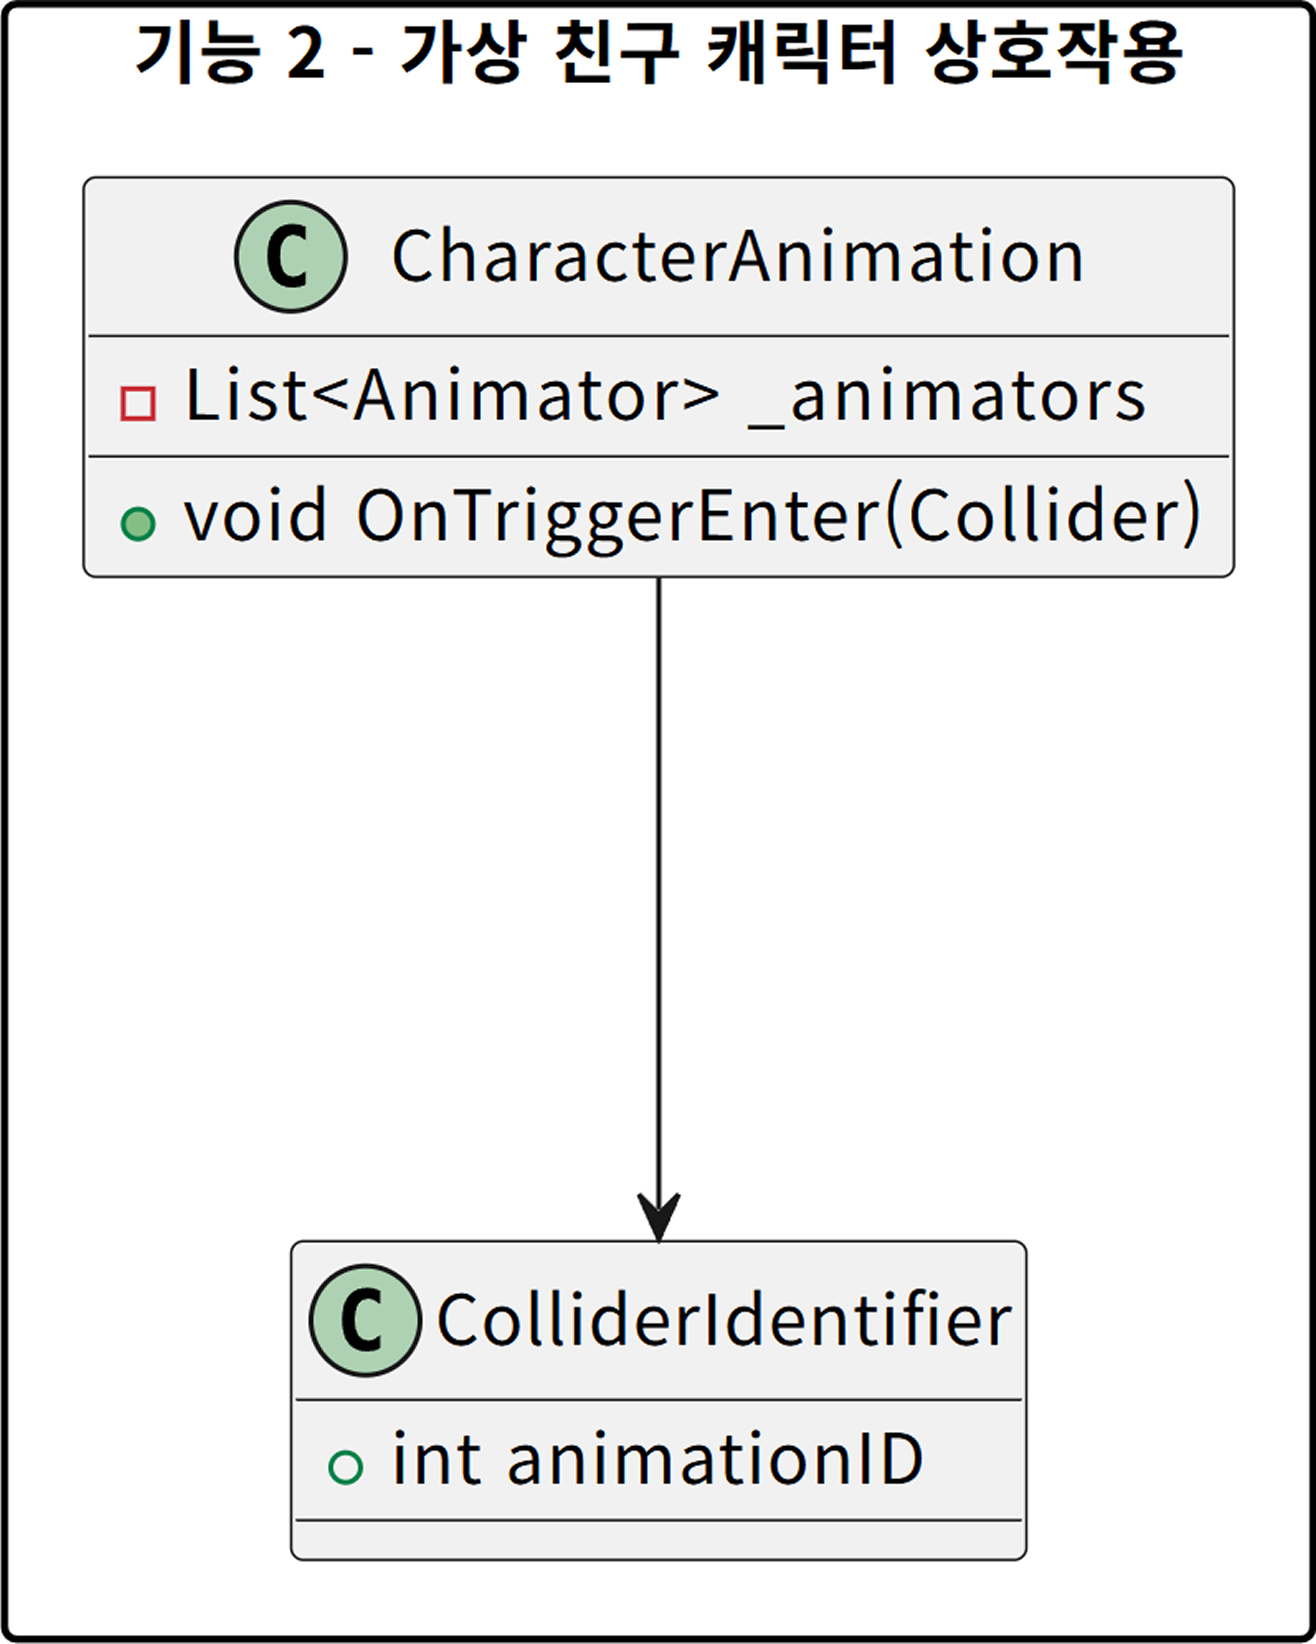 기능 2 - 가상 친구 캐릭터 상호작용
C CharacterAnimation
List<Animator> _animators
void OnTriggerEnter(Collider)
C ColliderIdentifier
int animationID